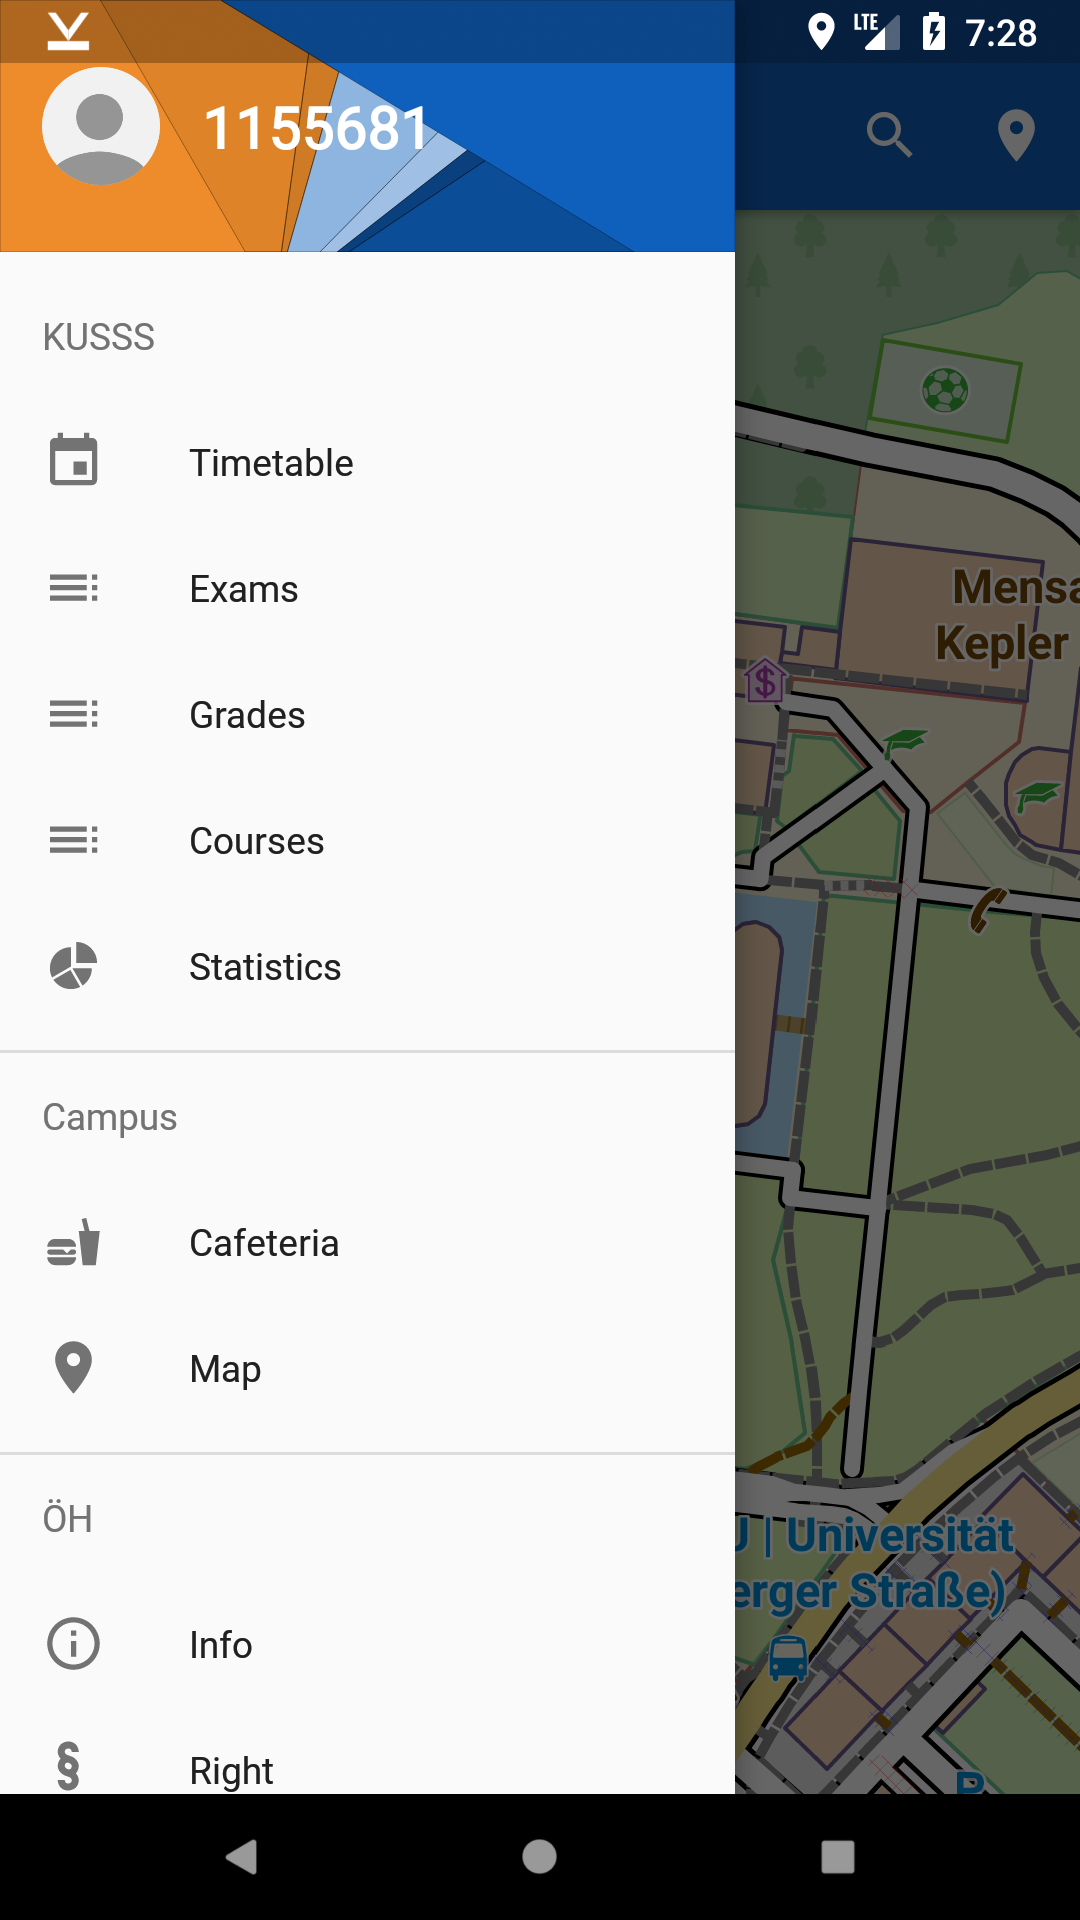 LTE 7:28
1155681
KUSSS
Timetable
Exams
Grades
Courses
Statistics
Campus
Cafeteria
Map
ÖH
Info
Right
Mensa
Kepler
$
J | Universität
erger Straße)
P